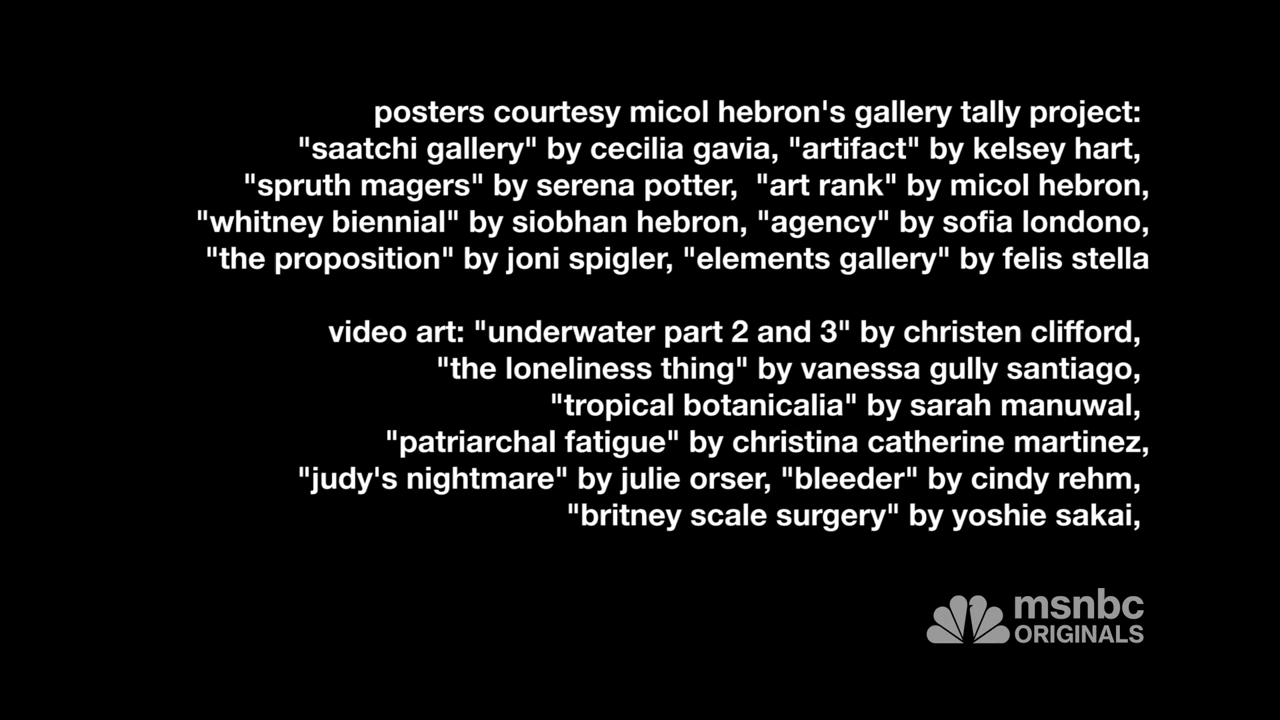 posters courtesy micol hebron's gallery tally project:
"saatchi gallery" by cecilia gavia, "artifact" by kelsey hart,
"spruth magers" by serena potter,  "art rank" by micol hebron,
"whitney biennial" by siobhan hebron, "agency" by sofia londono,
"the proposition" by joni spigler, "elements gallery" by felis stella
video art: "underwater part 2 and 3" by christen clifford,
"the loneliness thing" by vanessa gully santiago,
"tropical botanicalia" by sarah manuwal,
"patriarchal fatigue" by christina catherine martinez,
"judy's nightmare" by julie orser, "bleeder" by cindy rehm,
"britney scale surgery" by yoshie sakai,
msnbc
ORIGINALS